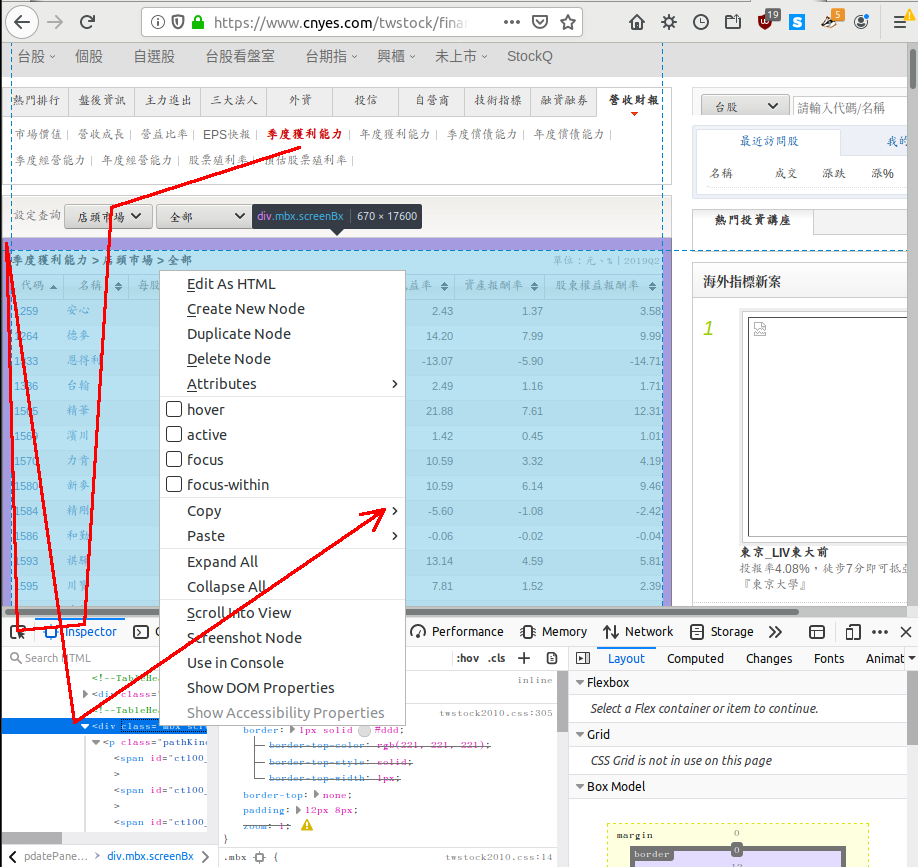 https://www.cnyes.com/twstock/fina
19
5
台股 個股 自選股 台股看盤室 台期指 興櫃 未上市 StockQ
熱門排行 盤後資訊 主力進出 三大法人 外資 投信 自營商 技術指標 融資融券 營收財報
台股 請輸入代碼/名稱
市場價值 | 營收成長 | 營益比率 | EPS快報 | 季度獲利能力 | 年度獲利能力 | 季度償債能力 | 年度償債能力 |
季度經營能力 | 年度經營能力 | 股票殖利率 | 預估股票殖利率 |
最近訪問股 我的
名稱 成交 漲跌 漲%
設定查詢 店頭市場 全部
div.mbx.screenBx 670 × 17600
熱門投資講座
季度獲利能力 > 店頭市場 > 全部
單位：元、% | 2019Q2
代碼 名稱 每股 益率 資產報酬率 股東權益報酬率
1259 安心 2.43 1.37 3.58
1264 德麥 14.20 7.99 9.99
恩得利 -13.07 -5.90 -14.71
1336 台翰 2.49 1.16 1.71
1565 精華 21.88 7.61 12.31
1569 濱川 1.42 0.45 1.01
1570 力肯 10.59 3.32 4.19
1580 新麥 10.59 6.14 9.46
1584 精剛 -5.60 -1.08 -2.42
1586 和勤 -0.06 -0.02 -0.04
1593 祺驊 13.14 4.59 5.81
1595 川寶 7.81 1.52 2.39
海外指標新案
1
東京_LIV東大前
投報率4.08%，徒步7分即可抵
『東京大學』
Edit As HTML
Create New Node
Duplicate Node
Delete Node
Attributes
hover
active
focus
focus-within
Copy
Paste
Expand All
Collapse All
Scroll Into View
Screenshot Node
Use in Console
Show DOM Properties
Show Accessibility Properties
Inspector C Performance Memory Network Storage
Search HTML
:hov .cls
Layout Computed Changes Fonts Animat
<!--TableHea
<div class=
<!--TableHea
<div class="mbx scr
<p class="pathKin
<span id="ct100_
>
<span id="ct100_
>
<span id="ct100_
inline
twstock2010.css:305
border: 1px solid #ddd;
border-top-color: rgb(221, 221, 221);
border-top-style: solid;
border-top-width: 1px;
border-top: none;
padding: 12px 8px;
zoom: 1;
}
.mbx {
twstock2010.css:14
Flexbox
Select a Flex container or item to continue.
Grid
CSS Grid is not in use on this page
Box Model
margin 0
border 0
pdatePane... div.mbx.screenBx